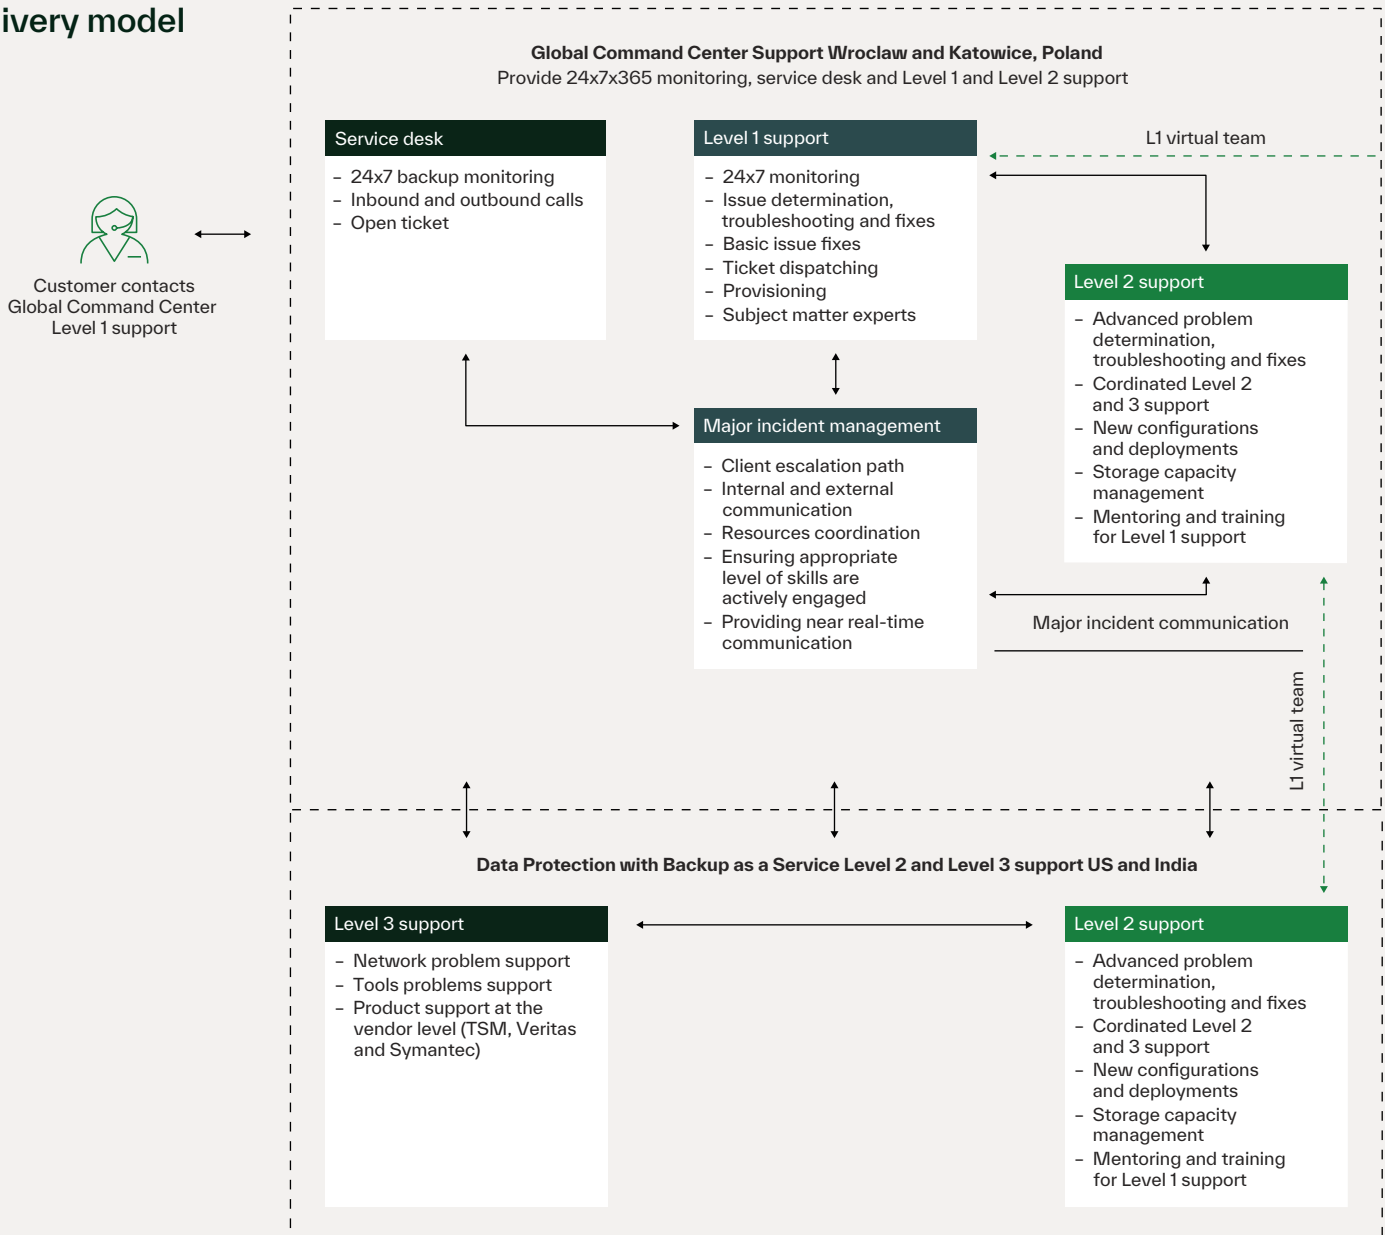 ivery model
Global Command Center Support Wroclaw and Katowice, Poland
Provide 24x7x365 monitoring, service desk and Level 1 and Level 2 support
Customer contacts
Global Command Center
Level 1 support
Service desk
– 24x7 backup monitoring
– Inbound and outbound calls
– Open ticket
Level 1 support
– 24x7 monitoring
– Issue determination,
troubleshooting and fixes
– Basic issue fixes
– Ticket dispatching
– Provisioning
– Subject matter experts
L1 virtual team
Level 2 support
– Advanced problem
determination,
troubleshooting and fixes
– Cordinated Level 2
and 3 support
– New configurations
and deployments
– Storage capacity
management
– Mentoring and training
for Level 1 support
Major incident management
– Client escalation path
– Internal and external
communication
– Resources coordination
– Ensuring appropriate
level of skills are
actively engaged
– Providing near real-time
communication
Major incident communication
L1 virtual team
Data Protection with Backup as a Service Level 2 and Level 3 support US and India
Level 3 support
– Network problem support
– Tools problems support
– Product support at the
vendor level (TSM, Veritas
and Symantec)
Level 2 support
– Advanced problem
determination,
troubleshooting and fixes
– Cordinated Level 2
and 3 support
– New configurations
and deployments
– Storage capacity
management
– Mentoring and training
for Level 1 support